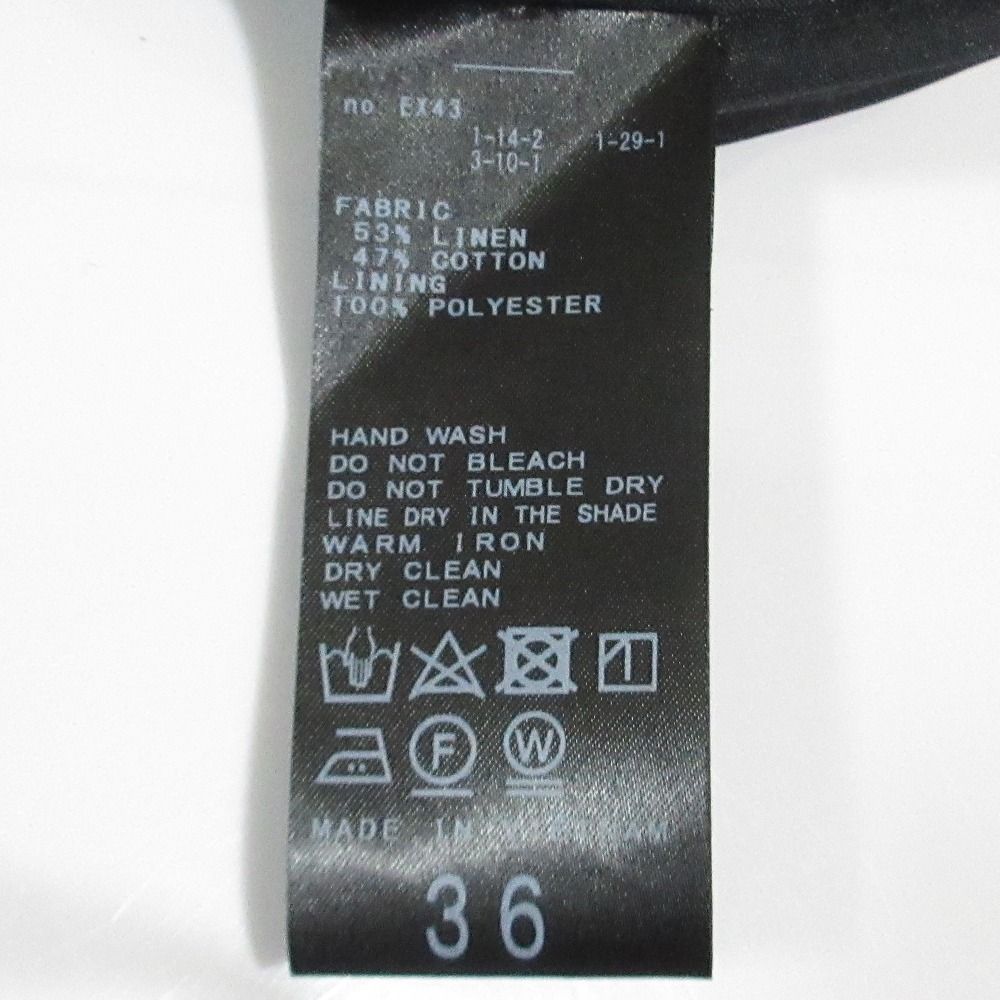 no. EX43
1-14-2 1-29-1
3-10-1
FABRIC
53% LINEN
47% COTTON
LINING
100% POLYESTER
HAND WASH
DO NOT BLEACH
DO NOT TUMBLE DRY
LINE DRY IN THE SHADE
WARM IRON
DRY CLEAN
WET CLEAN
F W
MADE IN
36